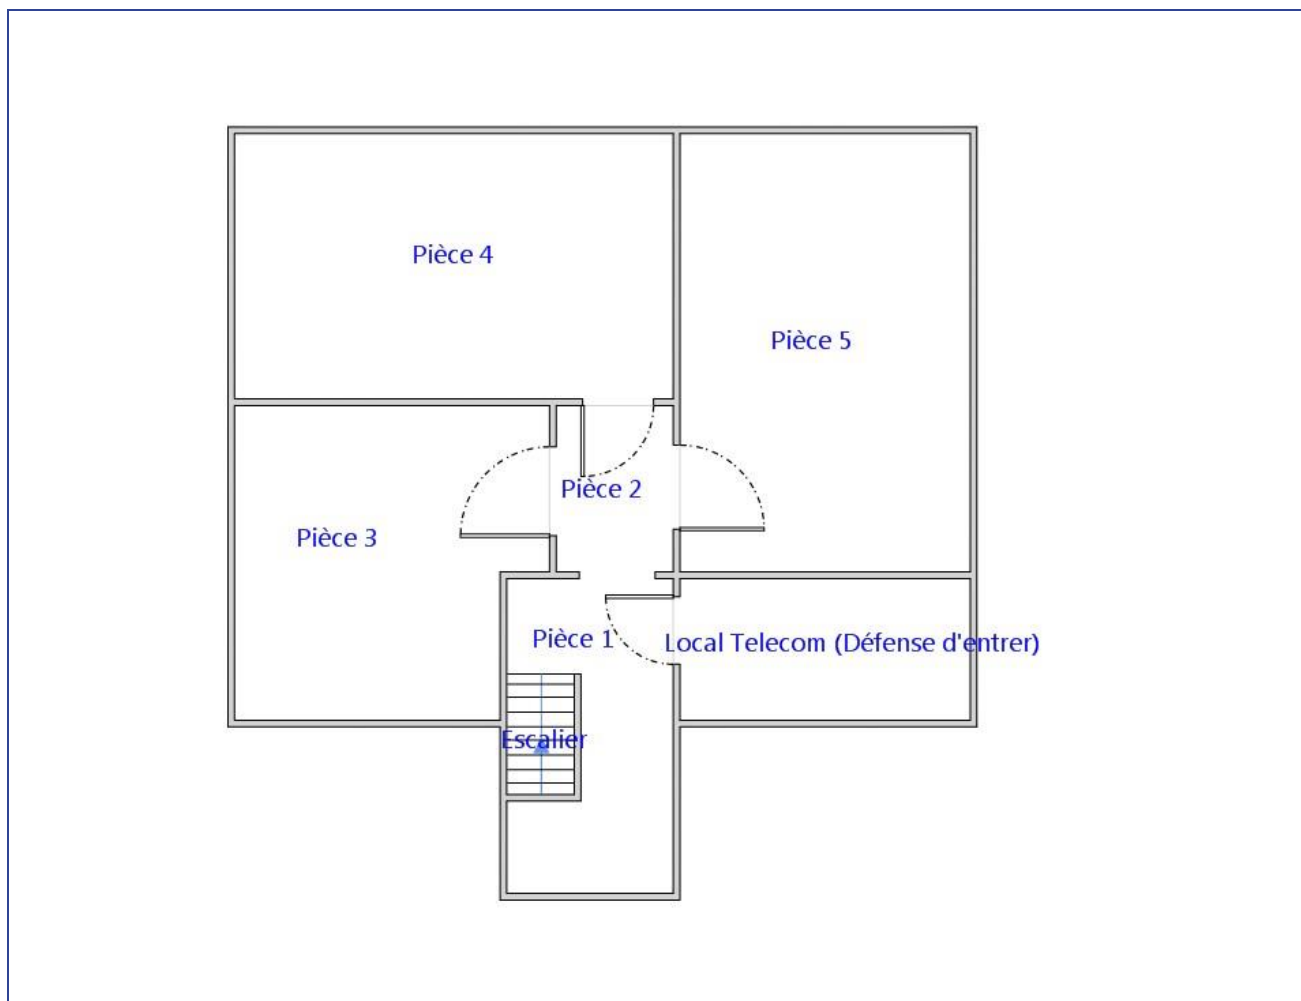 Pièce 4
Pièce 5
Pièce 2
Pièce 3
Pièce 1
Local Telecom (Défense d'entrer)
Escalier